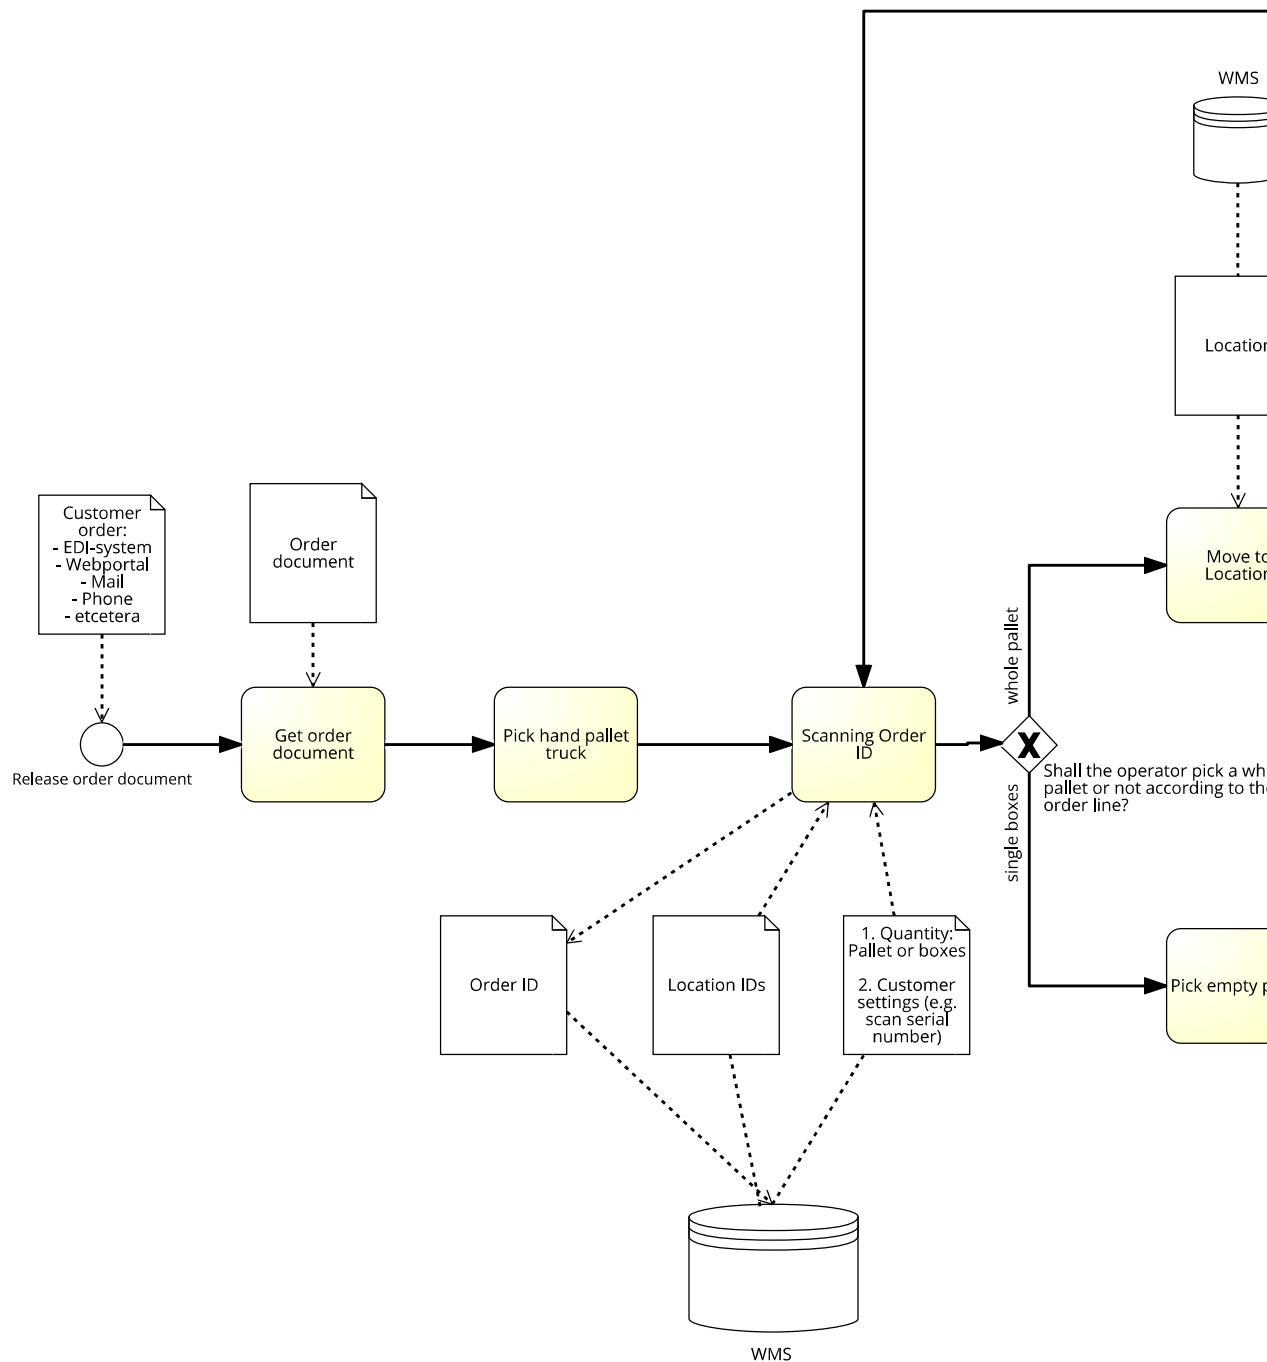 WMS
Location
Customer
order:
- EDI-system
- Webportal
- Mail
- Phone
- etcetera
Order
document
Move to
Location
whole pallet
Get order
document
Pick hand pallet
truck
Scanning Order
ID
X
Release order document
Shall the operator pick a wh
pallet or not according to the
order line?
single boxes
Order ID
Location IDs
1. Quantity:
Pallet or boxes
2. Customer
settings (e.g.
scan serial
number)
Pick empty p
WMS